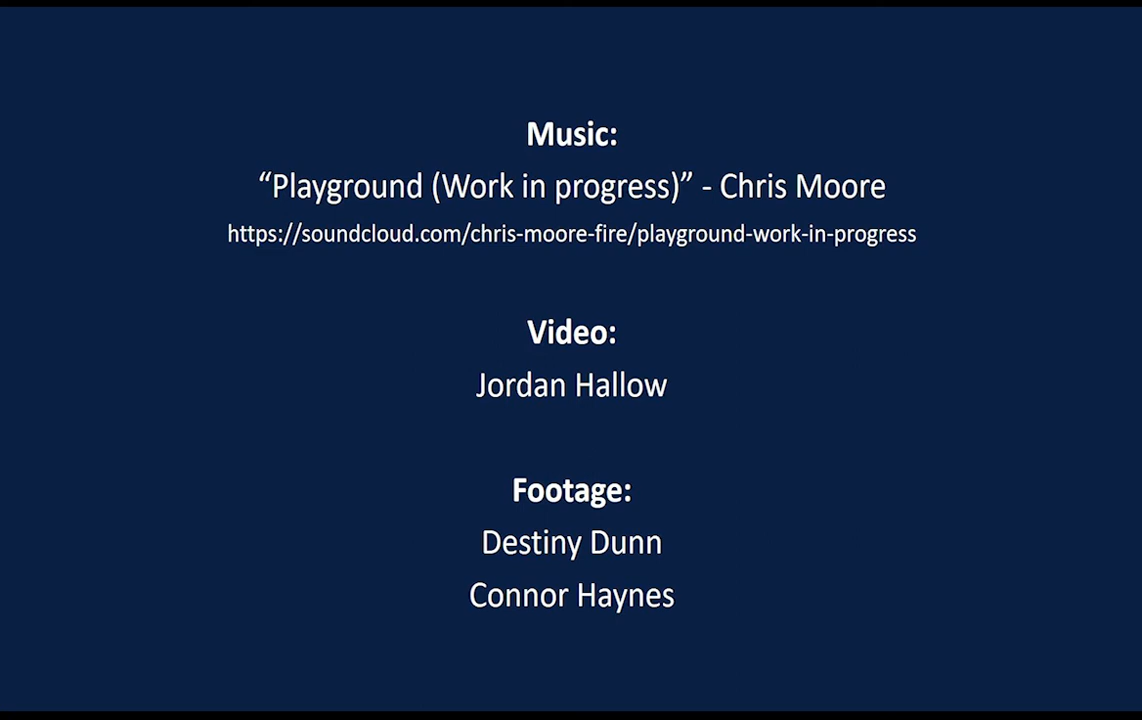 Music:
“Playground (Work in progress)” - Chris Moore
https://soundcloud.com/chris-moore-fire/playground-work-in-progress
Video:
Jordan Hallow
Footage:
Destiny Dunn
Connor Haynes